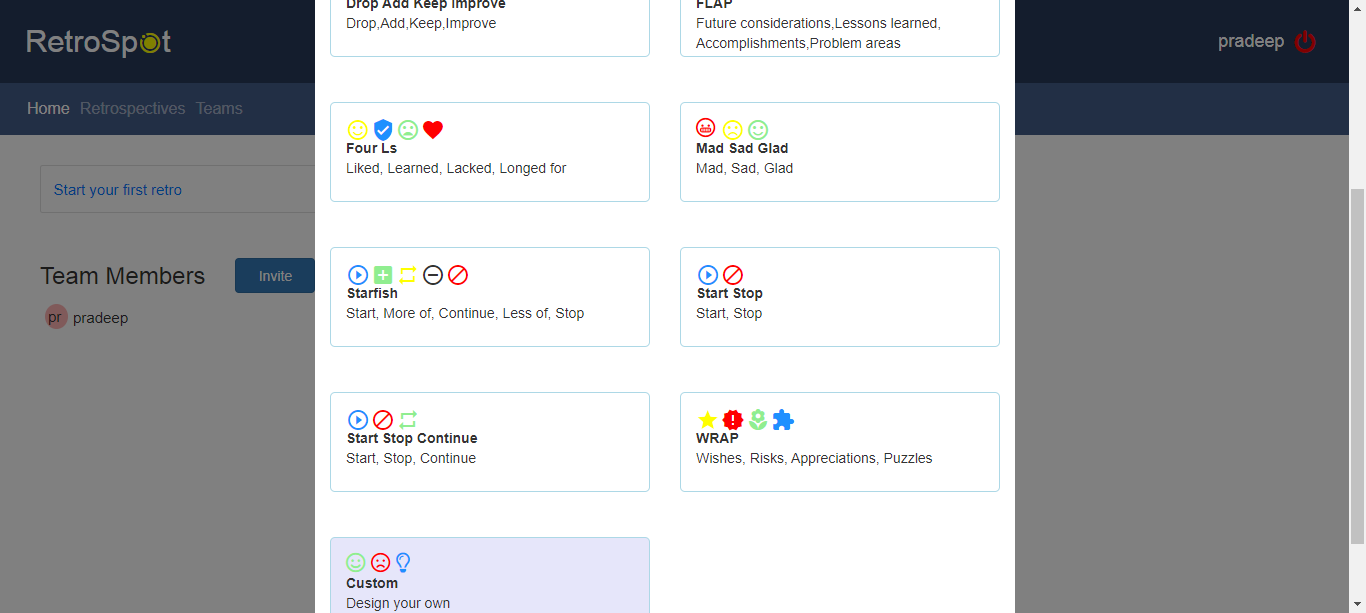 Drop Add Keep Improve
Drop,Add,Keep,Improve
FLAP
Future considerations,Lessons learned,
Accomplishments,Problem areas
RetroSpot
pradeep
Home Retrospectives Teams
Four Ls
Liked, Learned, Lacked, Longed for
Mad Sad Glad
Mad, Sad, Glad
Start your first retro
Team Members
Invite
pr pradeep
Starfish
Start, More of, Continue, Less of, Stop
Start Stop
Start, Stop
Start Stop Continue
Start, Stop, Continue
WRAP
Wishes, Risks, Appreciations, Puzzles
Custom
Design your own